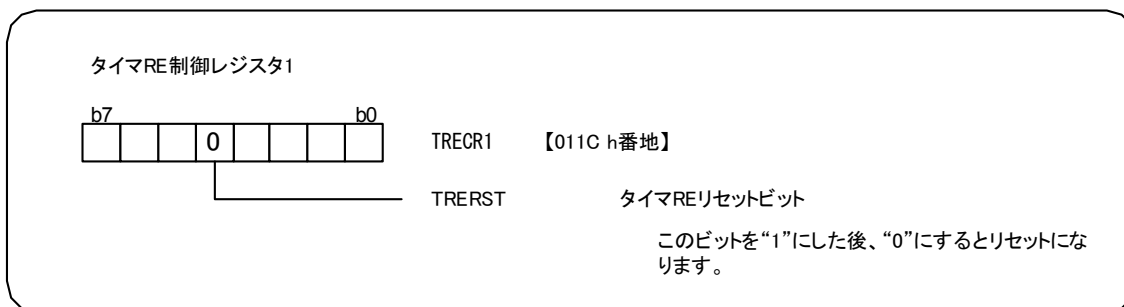 タイマRE制御レジスタ1
b7 b0
0 TRECR1 【011C h番地】
TRERST タイマREリセットビット
このビットを“1”にした後、“0”にするとリセットにな
ります。